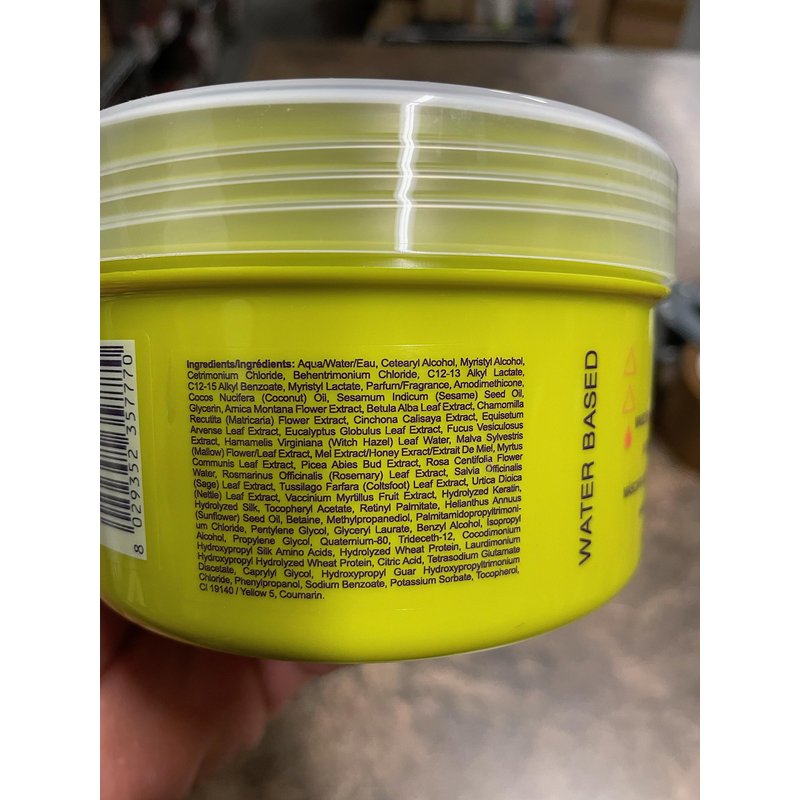 Ingredients/Ingrédients: Aqua/Water/Eau, Cetearyl Alcohol, Myristyl Alcohol,
Cetrimonium Chloride, Behentrimonium Chloride, C12-13 Alkyl Lactate,
C12-15 Alkyl Benzoate, Myristyl Lactate, Parfum/Fragrance, Amodimethicone,
Cocos Nucifera (Coconut) Oil, Sesamum Indicum (Sesame) Seed Oil,
Glycerin, Arnica Montana Flower Extract, Betula Alba Leaf Extract, Chamomilla
Recutita (Matricaria) Flower Extract, Cinchona Calisaya Extract, Equisetum
Arvense Leaf Extract, Eucalyptus Globulus Leaf Extract, Fucus Vesiculosus
Extract, Hamamelis Virginiana (Witch Hazel) Leaf Water, Malva Sylvestris
(Mallow) Flower/Leaf Extract, Mel Extract/Honey Exract/Extrait De Miel, Myrtus
Communis Leaf Extract, Picea Abies Bud Extract, Rosa Centifolia Flower
Water, Rosmarinus Officinalis (Rosemary) Leaf Extract, Salvia Officinalis
(Sage) Leaf Extract, Tussilago Farfara (Coltsfoot) Leaf Extract, Urtica Dioica
(Nettle) Leaf Extract, Vaccinium Myrtillus Fruit Extract, Hydrolyzed Keratin,
Hydrolyzed Silk, Tocopheryl Acetate, Retinyl Palmitate, Helianthus Annuus
(Sunflower) Seed Oil, Betaine, Methylpropanediol, Palmitamidopropyltrimoni-
um Chloride, Pentylene Glycol, Glyceryl Laurate, Benzyl Alcohol, Isopropyl
Alcohol, Propylene Glycol, Quaternium-80, Trideceth-12, Cocodimonium
Hydroxypropyl Silk Amino Acids, Hydrolyzed Wheat Protein, Laurdimonium
Hydroxypropyl Hydrolyzed Wheat Protein, Citric Acid, Tetrasodium Glutamate
Diacetate, Caprylyl Glycol, Hydroxypropyl Guar Hydroxypropyltrimonium
Chloride, Phenylpropanol, Sodium Benzoate, Potassium Sorbate, Tocopherol,
CI 19140 / Yellow 5, Coumarin.
8 029352 357770
WATER BASED